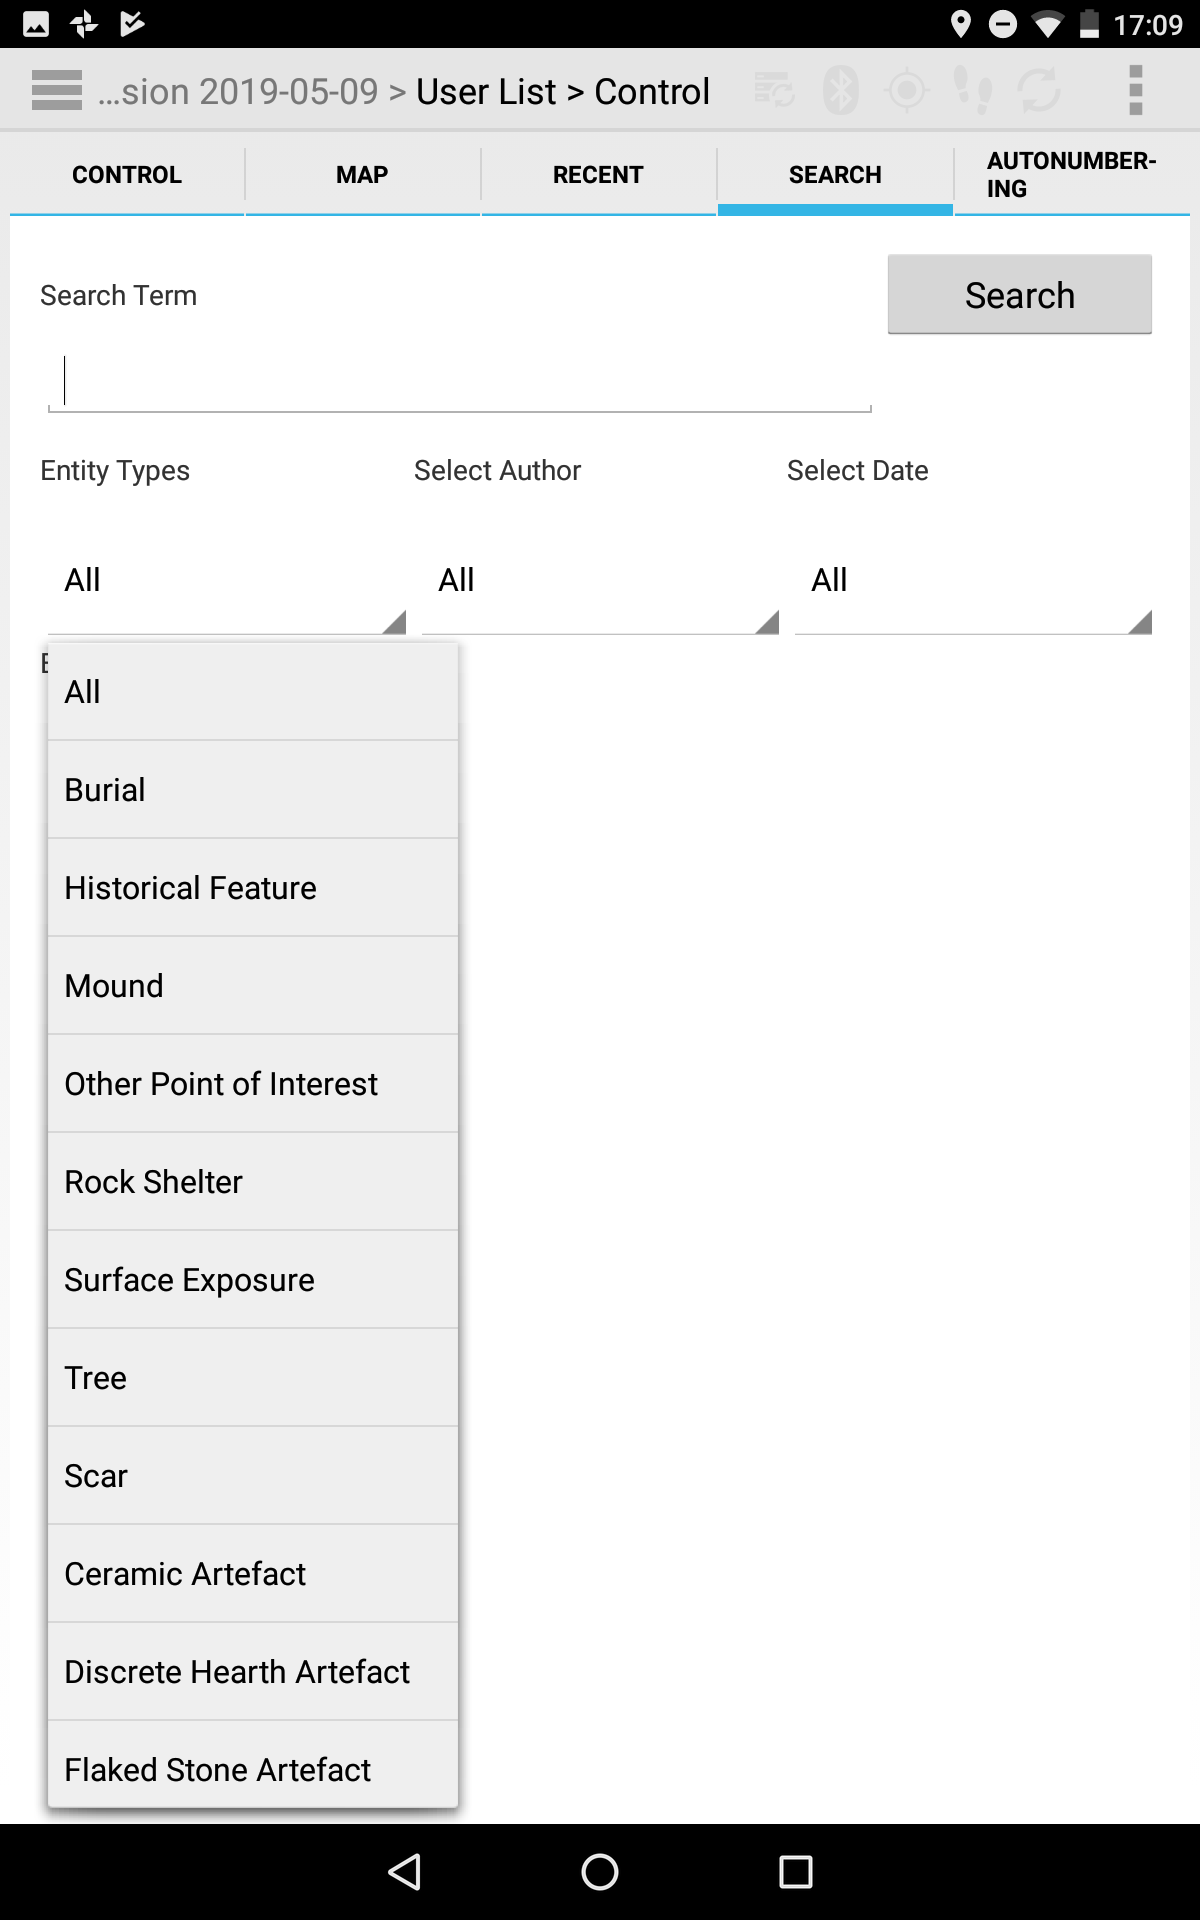 17:09
...sion 2019-05-09 > User List > Control
CONTROL
MAP
RECENT
SEARCH
AUTONUMBER-
ING
Search Term
Search
Entity Types
Select Author
Select Date
All
All
All
All
Burial
Historical Feature
Mound
Other Point of Interest
Rock Shelter
Surface Exposure
Tree
Scar
Ceramic Artefact
Discrete Hearth Artefact
Flaked Stone Artefact